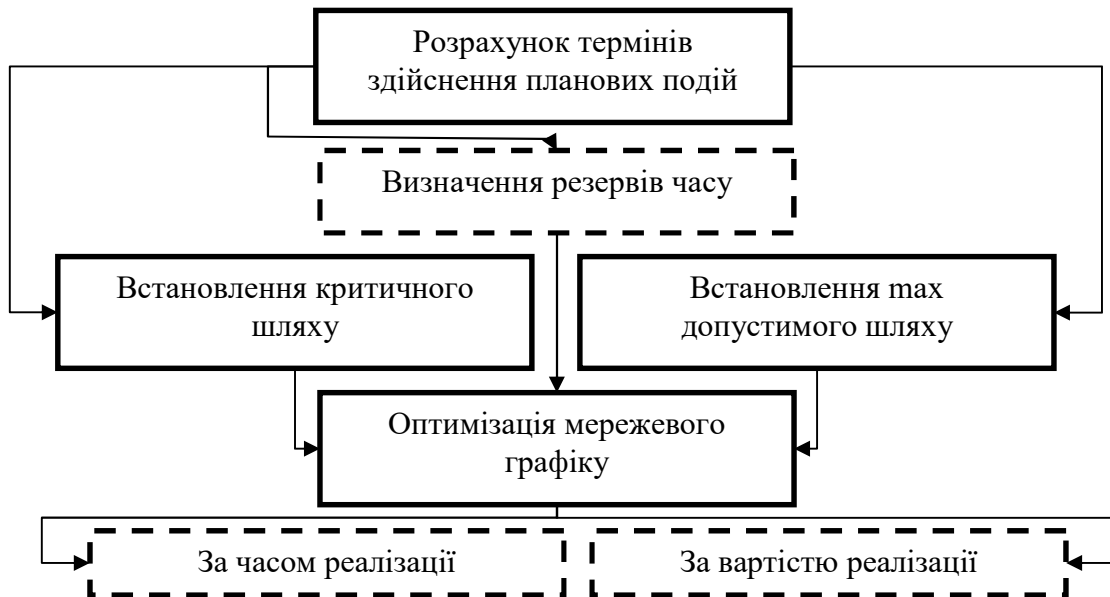 Розрахунок термінів
здійснення планових подій
Визначення резервів часу
Встановлення критичного
шляху
Встановлення max
допустимого шляху
Оптимізація мережевого
графіку
За часом реалізації
За вартістю реалізації